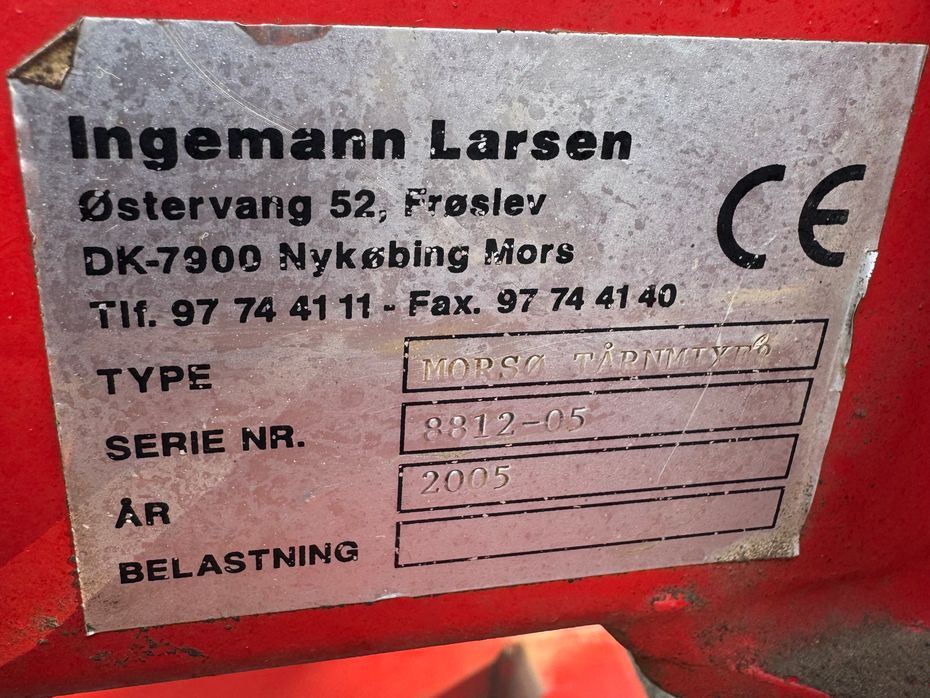 Ingemann Larsen
Østervang 52, Frøslev
DK-7900 Nykøbing Mors
CE
Tlf. 97 74 41 11 - Fax. 97 74 41 40
TYPE MORSØ TÅRNMIXER
SERIE NR. 8812-05
ÅR 2005
BELASTNING